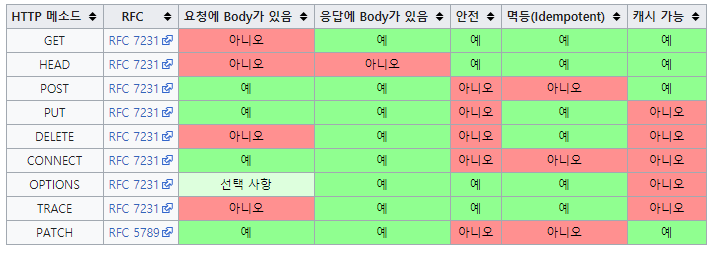 HTTP 메소드 RFC 요청에 Body가 있음 응답에 Body가 있음 안전 멱등(Idempotent) 캐시 가능
GET RFC 7231 아니오 예 예 예 예
HEAD RFC 7231 아니오 아니오 예 예 예
POST RFC 7231 예 예 아니오 아니오 예
PUT RFC 7231 예 예 아니오 예 아니오
DELETE RFC 7231 아니오 예 아니오 예 아니오
CONNECT RFC 7231 예 예 아니오 아니오 아니오
OPTIONS RFC 7231 선택 사항 예 예 예 아니오
TRACE RFC 7231 아니오 예 예 예 아니오
PATCH RFC 5789 예 예 아니오 아니오 예